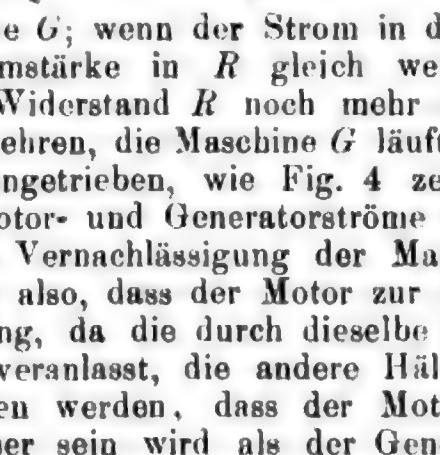 e G; wenn der Strom in d
mstärke in R gleich we
Widerstand R noch mehr
ehren, die Maschine G läuft
ngetrieben, wie Fig. 4 ze
otor- und Generatorströme
Vernachlässigung der Ma
also, dass der Motor zur
ng, da die durch dieselbe
veranlasst, die andere Häl
en werden, dass der Mot
er sein wird als der Gen